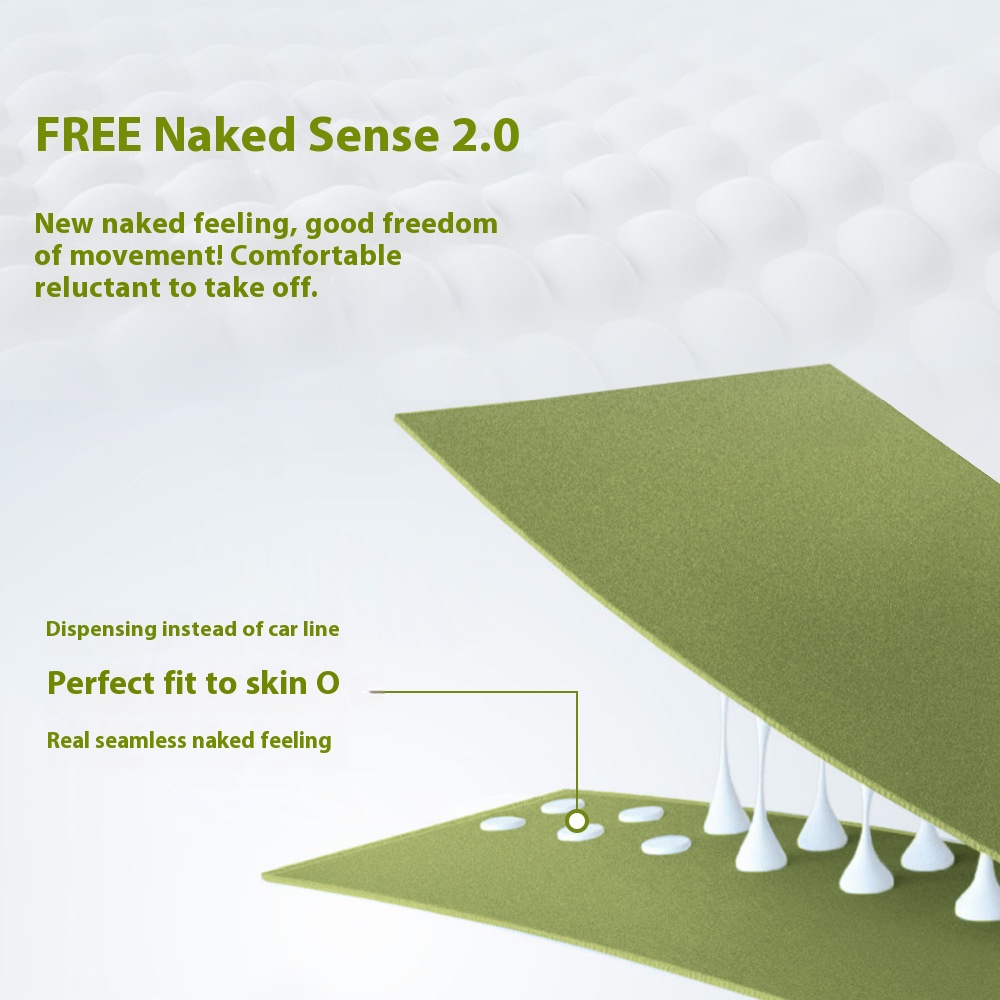 FREE Naked Sense 2.0
New naked feeling, good freedom
of movement! Comfortable
reluctant to take off.
Dispensing instead of car line
Perfect fit to skin O
Real seamless naked feeling